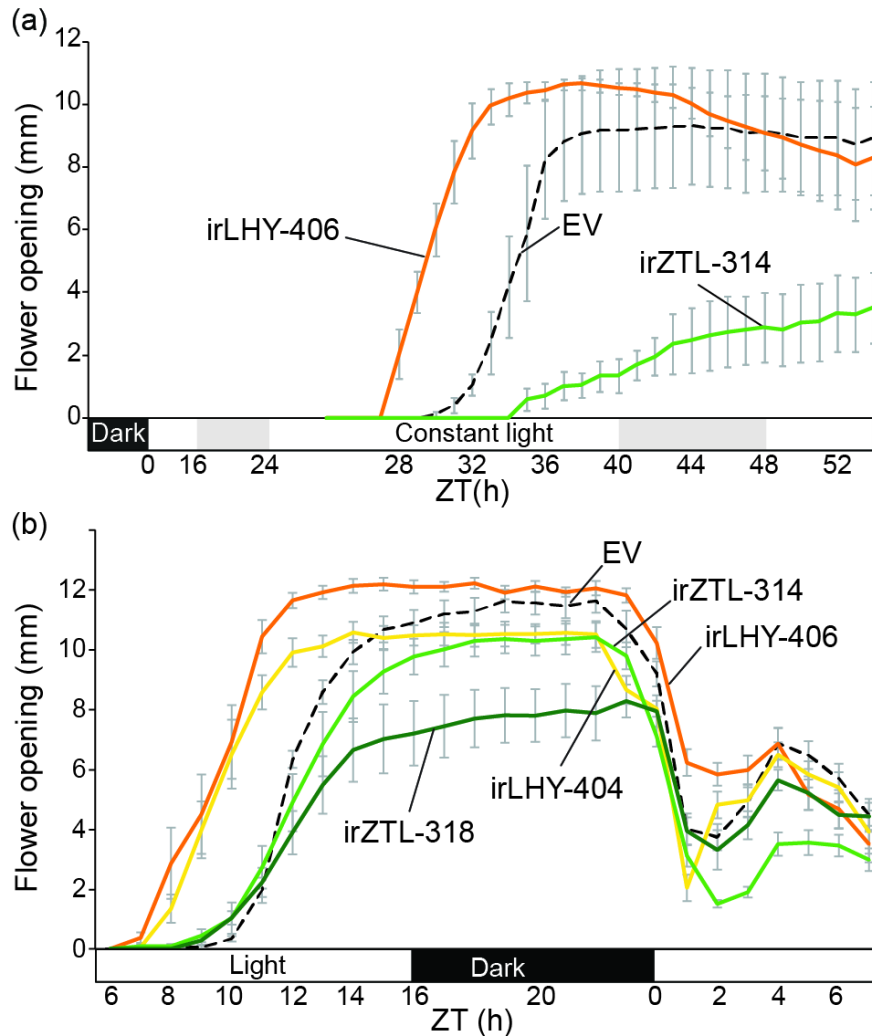 (a)
12
10
8
6
4
2
0
Flower opening (mm)
irLHY-406
EV
irZTL-314
Dark
Constant light
0 16 24 28 32 36 40 44 48 52
ZT(h)
(b)
12
10
8
6
4
2
0
Flower opening (mm)
EV
irZTL-314
irLHY-406
irLHY-404
irZTL-318
Light Dark
6 8 10 12 14 16 20 0 2 4 6
ZT (h)